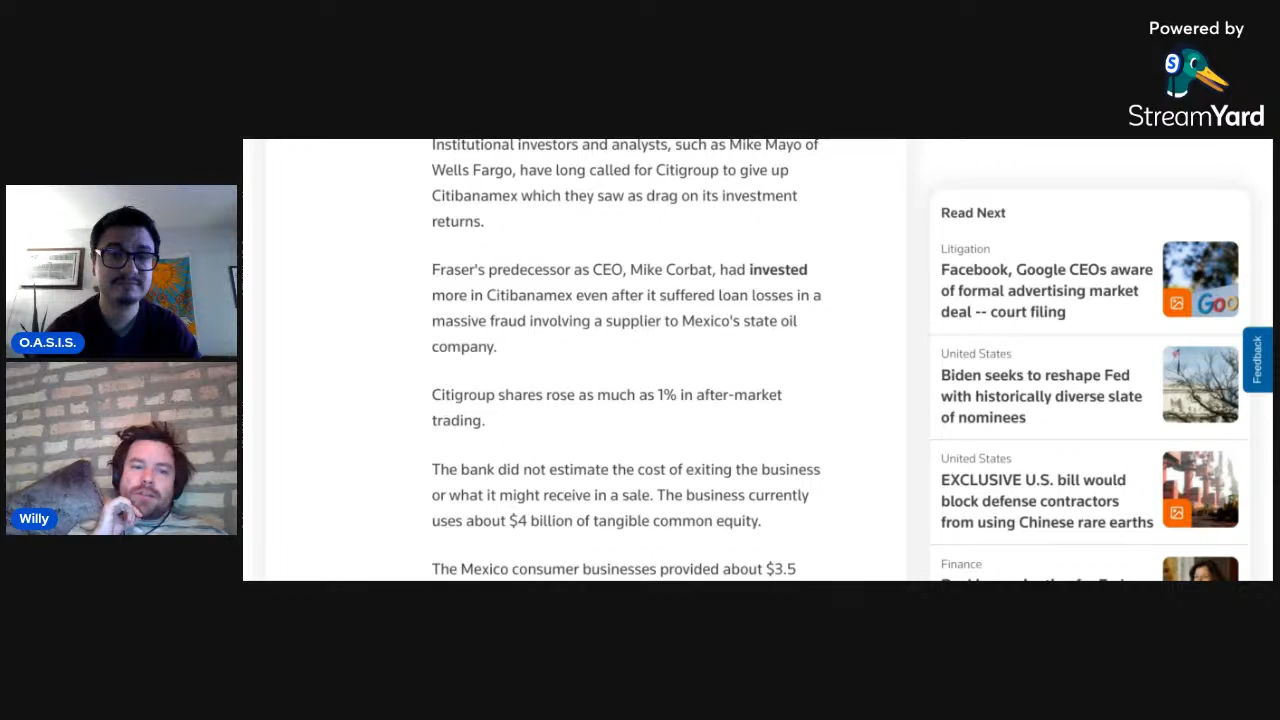 Powered by
StreamYard
Institutional investors and analysts, such as Mike Mayo of
Wells Fargo, have long called for Citigroup to give up
Citibanamex which they saw as drag on its investment
returns.
Fraser's predecessor as CEO, Mike Corbat, had invested
more in Citibanamex even after it suffered loan losses in a
massive fraud involving a supplier to Mexico's state oil
company.
Citigroup shares rose as much as 1% in after-market
trading.
The bank did not estimate the cost of exiting the business
or what it might receive in a sale. The business currently
uses about $4 billion of tangible common equity.
The Mexico consumer businesses provided about $3.5
Read Next
Litigation
Facebook, Google CEOs aware
of formal advertising market
deal -- court filing
United States
Biden seeks to reshape Fed
with historically diverse slate
of nominees
United States
EXCLUSIVE U.S. bill would
block defense contractors
from using Chinese rare earths
Finance
Feedback
Goo
S
O.A.S.I.S.
Willy